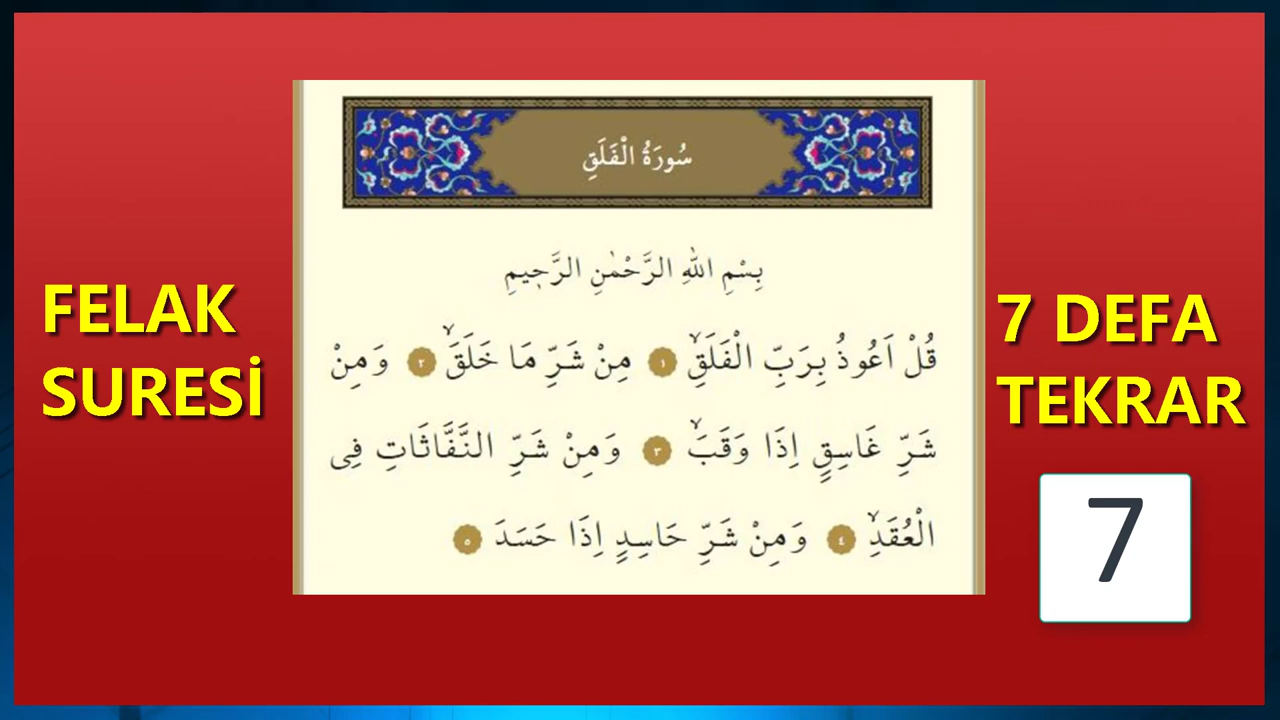 FELAK
SURESİ
سُورَةُ الْفَلَقِ
بِسْمِ اللّٰهِ الرَّحْمٰنِ الرَّحٖيمِ
قُلْ اَعُوذُ بِرَبِّ الْفَلَقِۙ ﴿١﴾ مِنْ شَرِّ مَا خَلَقَۙ ﴿٢﴾ وَمِنْ
شَرِّ غَاسِقٍ اِذَا وَقَبَۙ ﴿٣﴾ وَمِنْ شَرِّ النَّفَّاثَاتِ فِى
الْعُقَدِۙ ﴿٤﴾ وَمِنْ شَرِّ حَاسِدٍ اِذَا حَسَدَ ﴿٥﴾
7 DEFA
TEKRAR
7